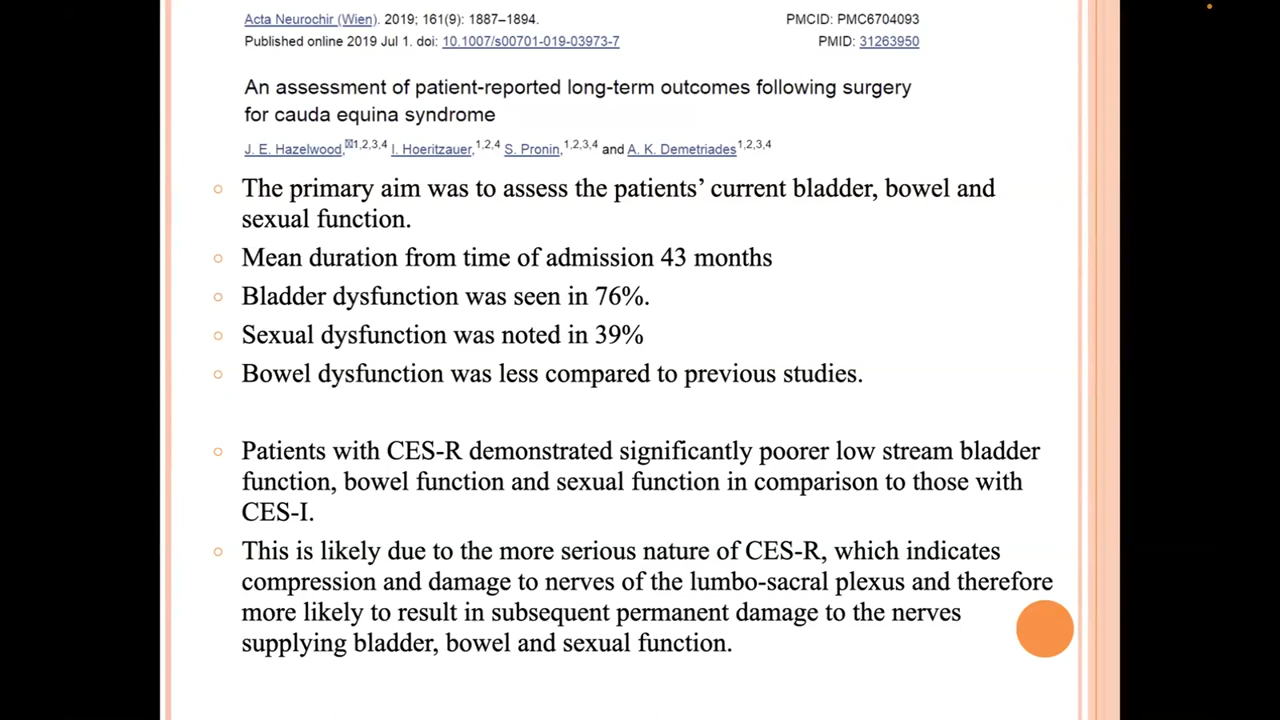 Acta Neurochir (Wien). 2019; 161(9): 1887–1894. PMCID: PMC6704093
Published online 2019 Jul 1. doi: 10.1007/s00701-019-03973-7 PMID: 31263950
An assessment of patient-reported long-term outcomes following surgery
for cauda equina syndrome
J. E. Hazelwood,✉1,2,3,4 I. Hoeritzauer,1,2,4 S. Pronin,1,2,3,4 and A. K. Demetriades1,2,3,4
The primary aim was to assess the patients’ current bladder, bowel and
sexual function.
Mean duration from time of admission 43 months
Bladder dysfunction was seen in 76%.
Sexual dysfunction was noted in 39%
Bowel dysfunction was less compared to previous studies.
Patients with CES-R demonstrated significantly poorer low stream bladder
function, bowel function and sexual function in comparison to those with
CES-I.
This is likely due to the more serious nature of CES-R, which indicates
compression and damage to nerves of the lumbo-sacral plexus and therefore
more likely to result in subsequent permanent damage to the nerves
supplying bladder, bowel and sexual function.